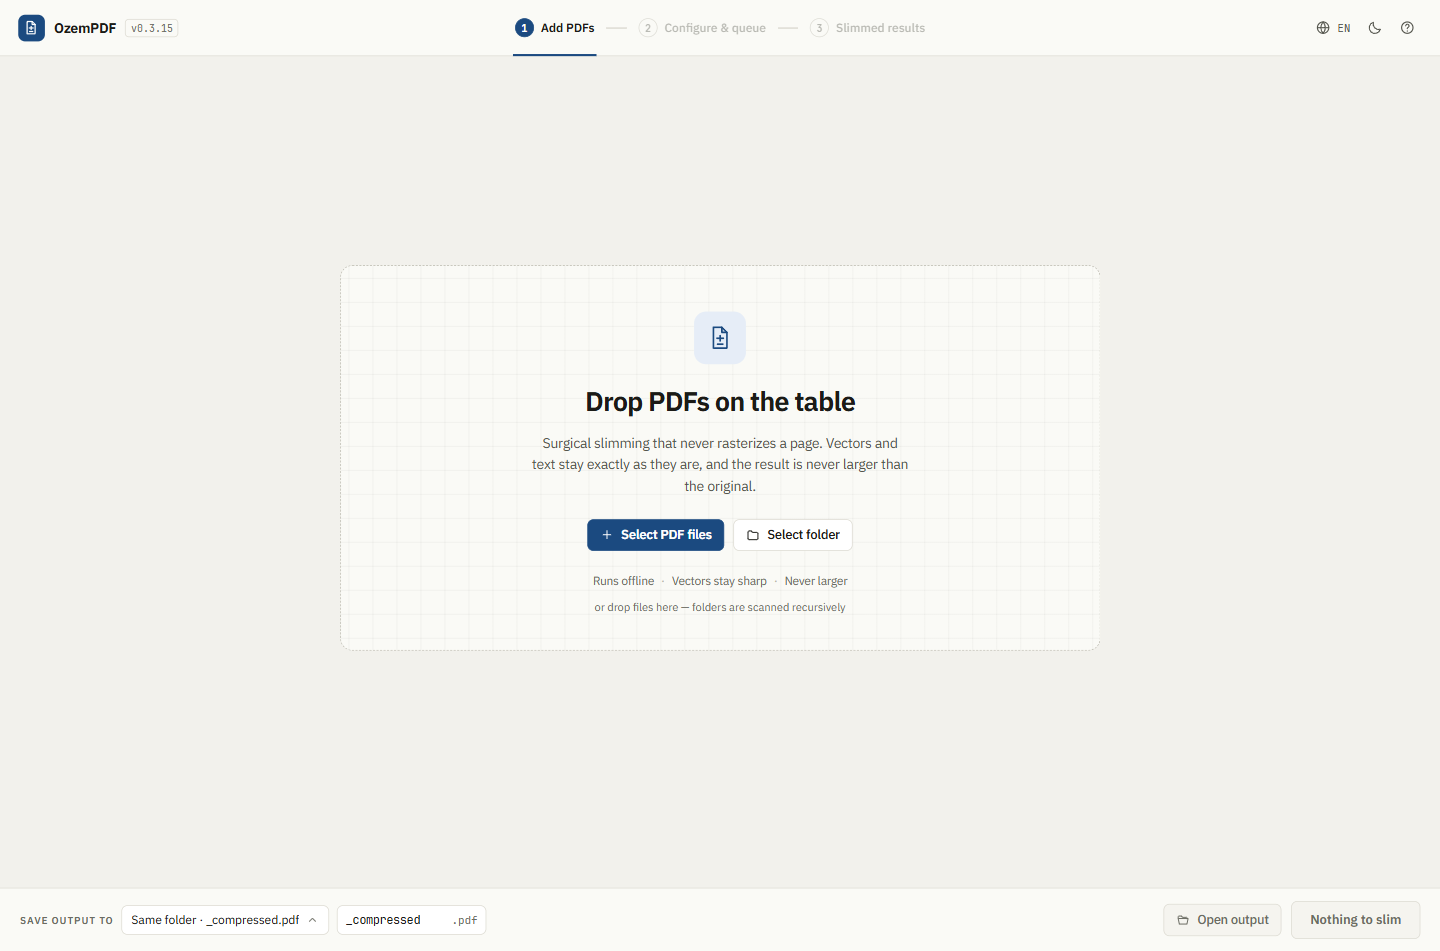 OzemPDF v0.3.15
1 Add PDFs
2 Configure & queue
3 Slimmed results
EN
Drop PDFs on the table
Surgical slimming that never rasterizes a page. Vectors and
text stay exactly as they are, and the result is never larger than
the original.
Select PDF files
Select folder
Runs offline · Vectors stay sharp · Never larger
or drop files here — folders are scanned recursively
SAVE OUTPUT TO
Same folder · _compressed.pdf
_compressed .pdf
Open output
Nothing to slim